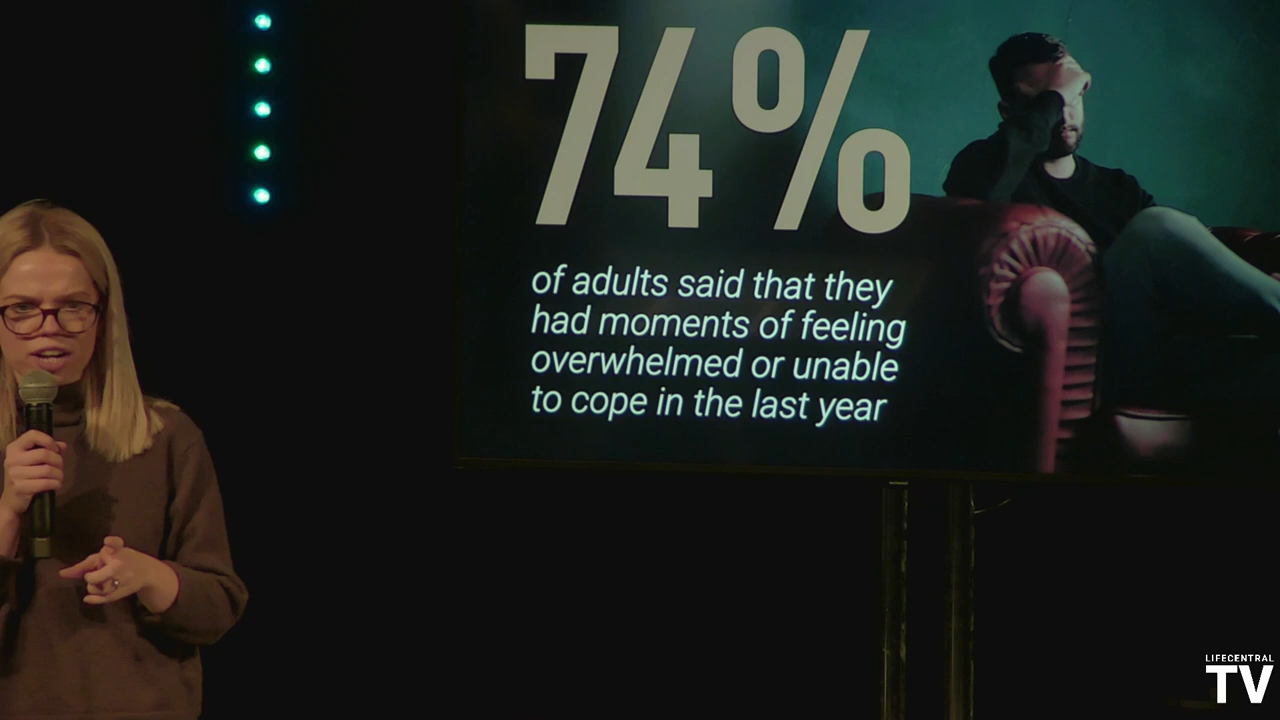 74%
of adults said that they
had moments of feeling
overwhelmed or unable
to cope in the last year
LIFECENTRAL
TV